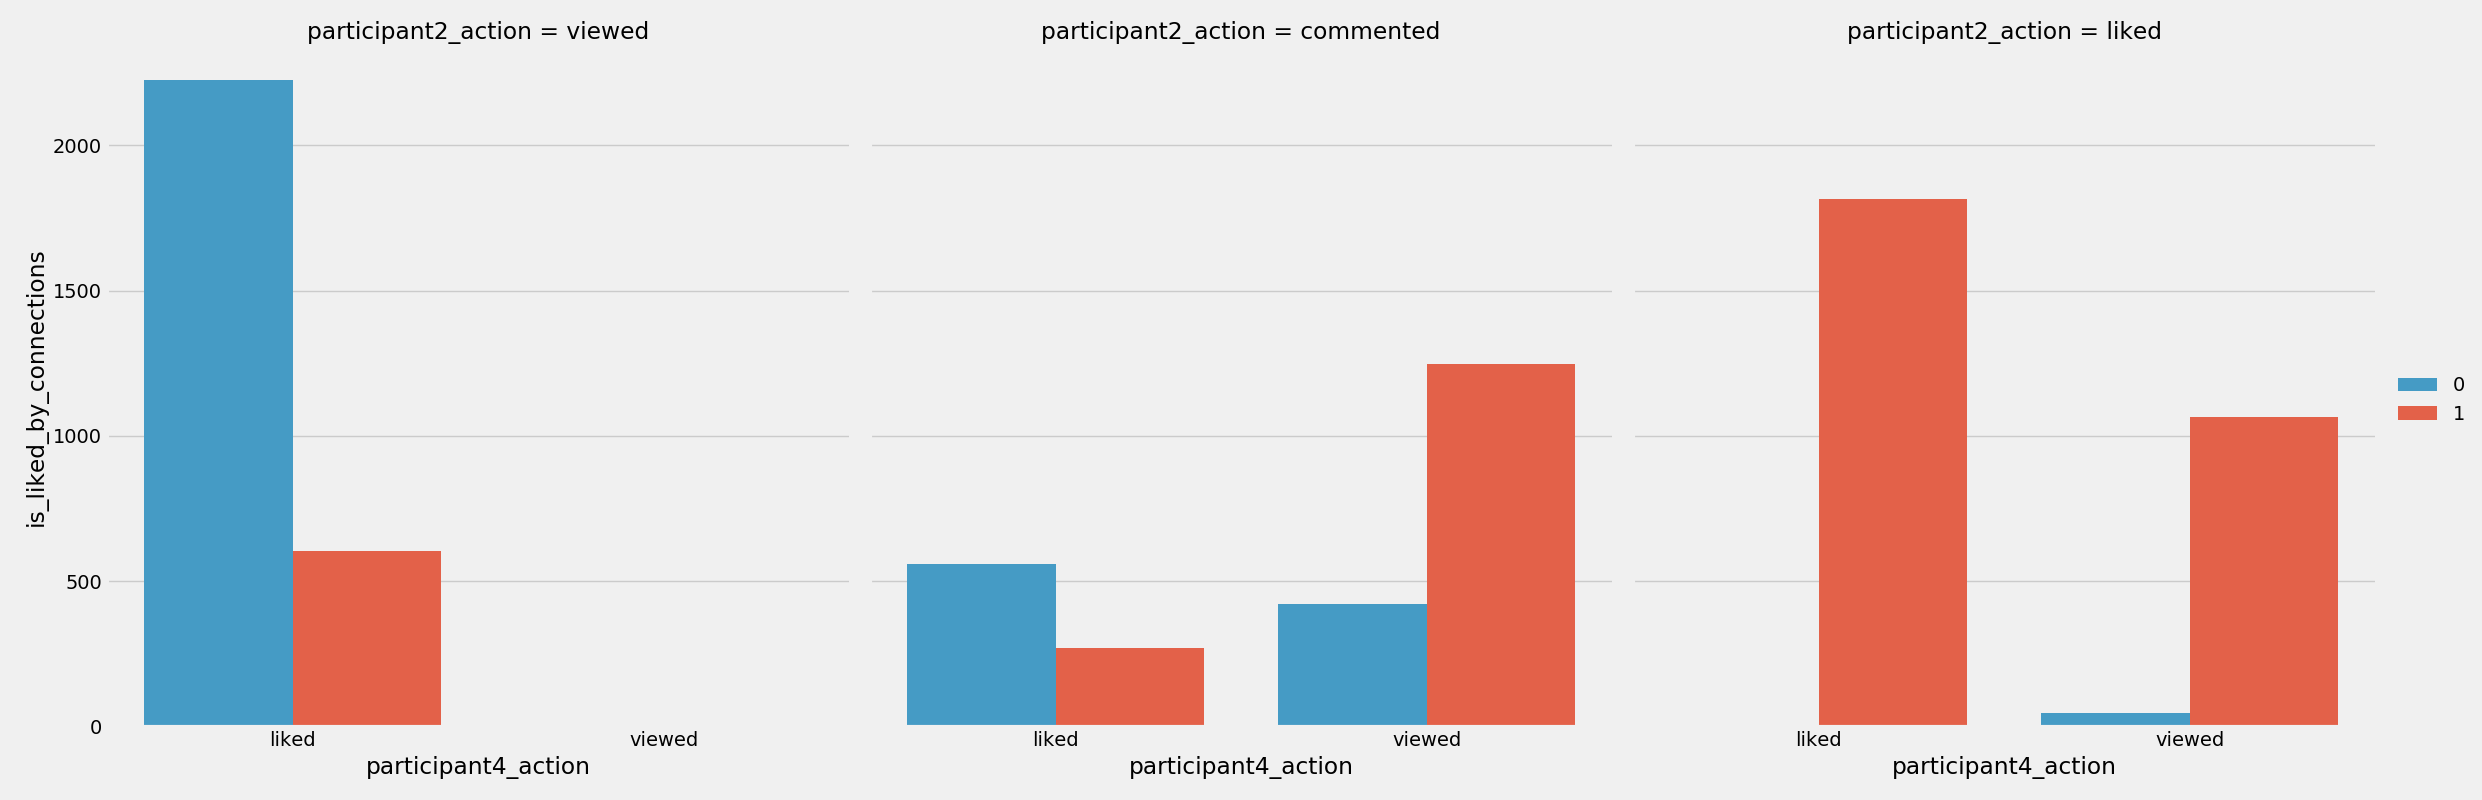 participant2_action = viewed
participant2_action = commented
participant2_action = liked
is_liked_by_connections
2000
1500
1000
500
0
liked
viewed
participant4_action
liked
viewed
participant4_action
liked
viewed
participant4_action
0
1